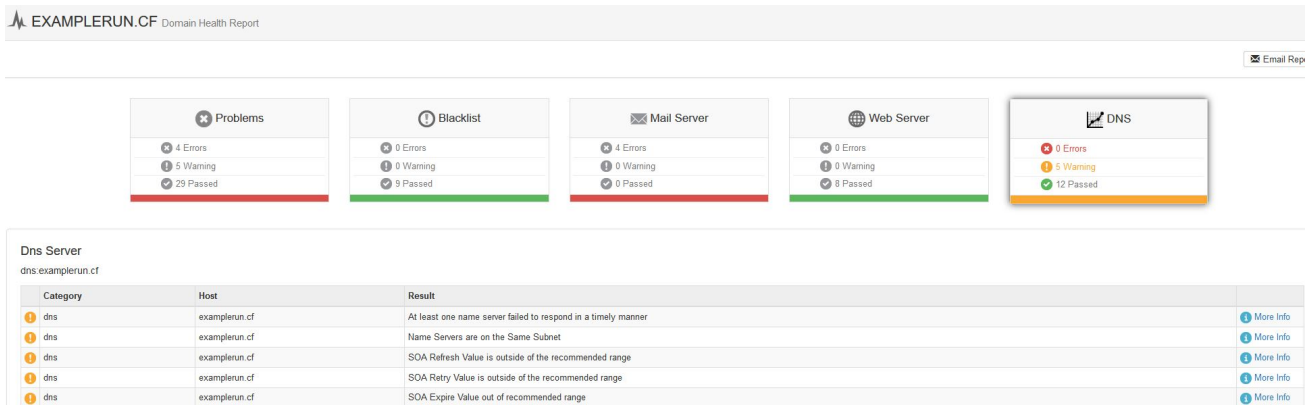 EXAMPLERUN.CF Domain Health Report
Email Rep
Problems
4 Errors
5 Warning
29 Passed
Blacklist
0 Errors
0 Warning
9 Passed
Mail Server
4 Errors
0 Warning
0 Passed
Web Server
0 Errors
0 Warning
8 Passed
DNS
0 Errors
5 Warning
12 Passed
Dns Server
dns:examplerun.cf
Category Host Result
dns examplerun.cf At least one name server failed to respond in a timely manner More Info
dns examplerun.cf Name Servers are on the Same Subnet More Info
dns examplerun.cf SOA Refresh Value is outside of the recommended range More Info
dns examplerun.cf SOA Retry Value is outside of the recommended range More Info
dns examplerun.cf SOA Expire Value out of recommended range More Info